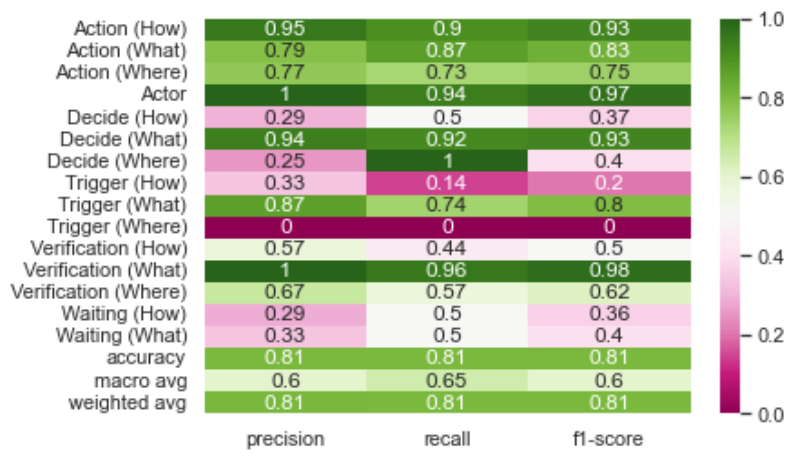 Action (How) 0.95 0.9 0.93
Action (What) 0.79 0.87 0.83
Action (Where) 0.77 0.73 0.75
Actor 1 0.94 0.97
Decide (How) 0.29 0.5 0.37
Decide (What) 0.94 0.92 0.93
Decide (Where) 0.25 1 0.4
Trigger (How) 0.33 0.14 0.2
Trigger (What) 0.87 0.74 0.8
Trigger (Where) 0 0 0
Verification (How) 0.57 0.44 0.5
Verification (What) 1 0.96 0.98
Verification (Where) 0.67 0.57 0.62
Waiting (How) 0.29 0.5 0.36
Waiting (What) 0.33 0.5 0.4
accuracy 0.81 0.81 0.81
macro avg 0.6 0.65 0.6
weighted avg 0.81 0.81 0.81
precision recall f1-score
1.0
0.8
0.6
0.4
0.2
0.0